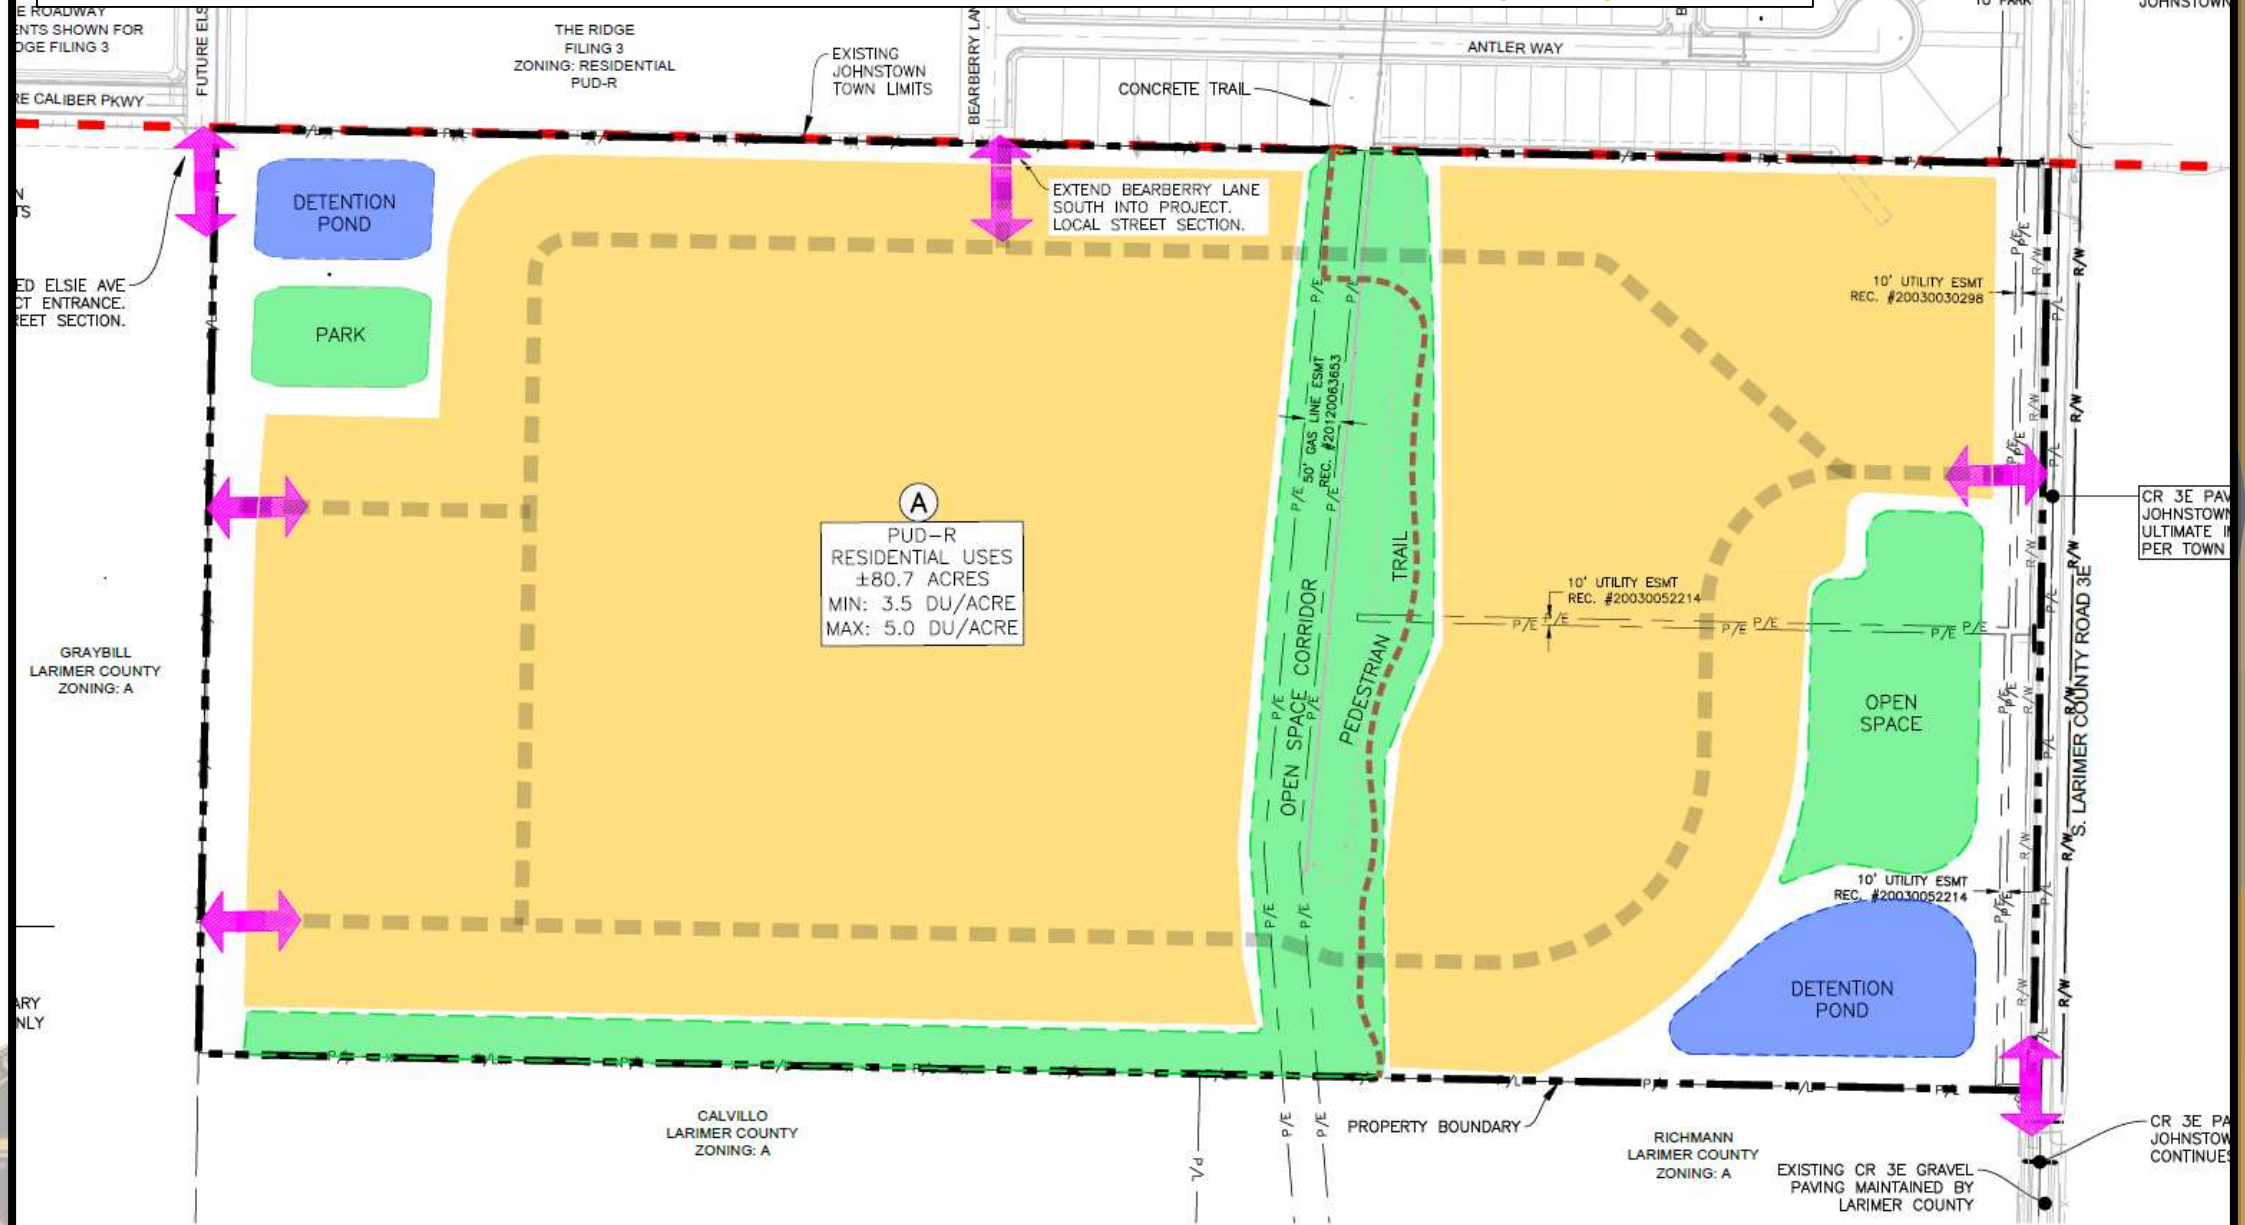 E ROADWAY
ENTS SHOWN FOR
DGE FILING 3
RE CALIBER PKWY
FUTURE ELS
THE RIDGE
FILING 3
ZONING: RESIDENTIAL
PUD-R
EXISTING
JOHNSTOWN
TOWN LIMITS
BEARBERRY LAN
CONCRETE TRAIL
ANTLER WAY
B
TO PARK
JOHNSTOWN
DETENTION
POND
EXTEND BEARBERRY LANE
SOUTH INTO PROJECT.
LOCAL STREET SECTION.
N
TS
ED ELSIE AVE
CT ENTRANCE.
REET SECTION.
PARK
10' UTILITY ESMT
REC. #20030030298
50' GAS LINE ESMT
REC. #20120063653
A
PUD-R
RESIDENTIAL USES
±80.7 ACRES
MIN: 3.5 DU/ACRE
MAX: 5.0 DU/ACRE
OPEN SPACE CORRIDOR
PEDESTRIAN TRAIL
10' UTILITY ESMT
REC. #20030052214
P/E P/E
P/E P/E
P/E P/E
CR 3E PAV
JOHNSTOWN
ULTIMATE I
PER TOWN
S. LARIMER COUNTY ROAD 3E
R/W
P/L
GRAYBILL
LARIMER COUNTY
ZONING: A
OPEN
SPACE
10' UTILITY ESMT
REC. #20030052214
DETENTION
POND
ARY
NLY
CALVILLO
LARIMER COUNTY
ZONING: A
P/L
P/E
P/E
PROPERTY BOUNDARY
RICHMANN
LARIMER COUNTY
ZONING: A
EXISTING CR 3E GRAVEL
PAVING MAINTAINED BY
LARIMER COUNTY
CR 3E PA
JOHNSTOW
CONTINUES